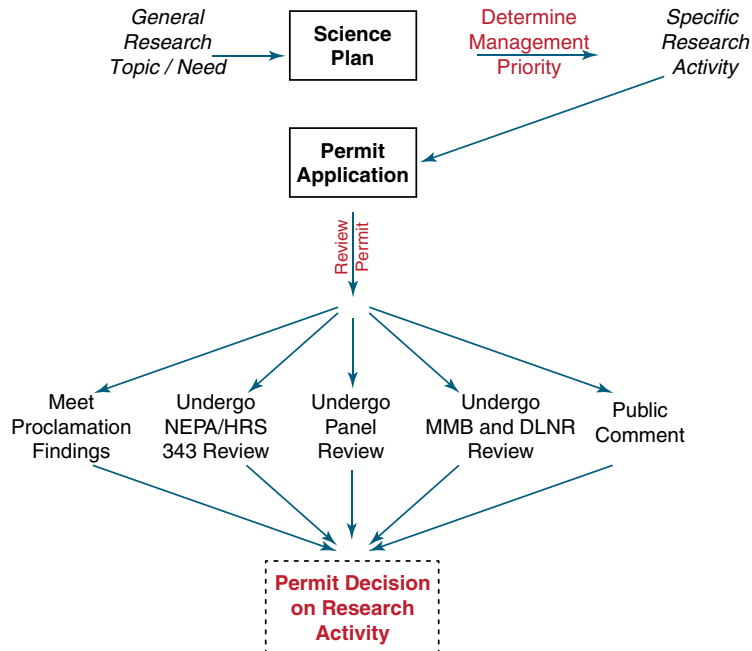 General
Research
Topic / Need
Science
Plan
Determine
Management
Priority
Specific
Research
Activity
Permit
Application
Review
Permit
Meet
Proclamation
Findings
Undergo
NEPA/HRS
343 Review
Undergo
Panel
Review
Undergo
MMB and DLNR
Review
Public
Comment
Permit Decision
on Research
Activity